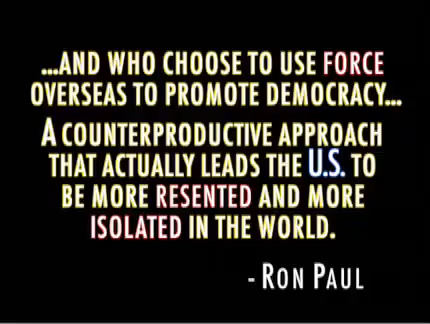 ...AND WHO CHOOSE TO USE FORCE
OVERSEAS TO PROMOTE DEMOCRACY...
A COUNTERPRODUCTIVE APPROACH
THAT ACTUALLY LEADS THE U.S. TO
BE MORE RESENTED AND MORE
ISOLATED IN THE WORLD.
- RON PAUL